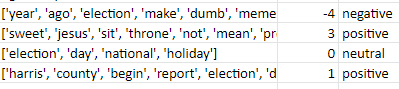 ['year', 'ago', 'election', 'make', 'dumb', 'meme -4 negative
['sweet', 'jesus', 'sit', 'throne', 'not', 'mean', 'pr 3 positive
['election', 'day', 'national', 'holiday'] 0 neutral
['harris', 'county', 'begin', 'report', 'election', 'd 1 positive